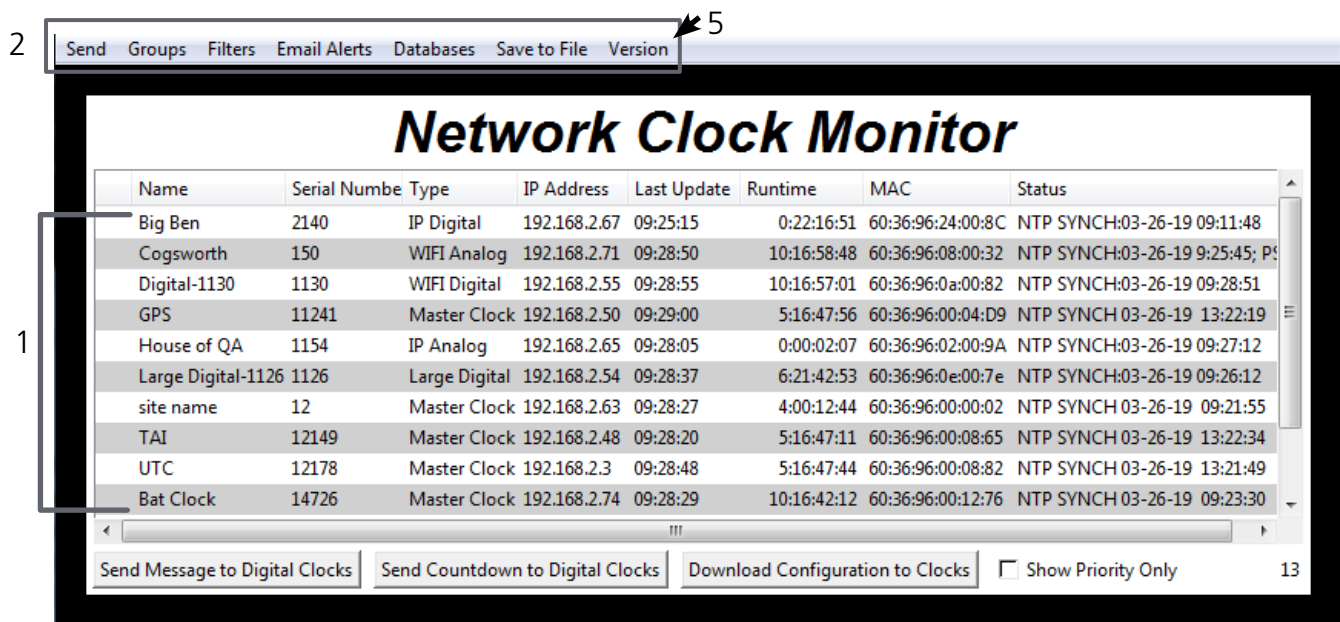 5
2
Send Groups Filters Email Alerts Databases Save to File Version
Network Clock Monitor
Name Serial Numbe Type IP Address Last Update Runtime MAC Status
Big Ben 2140 IP Digital 192.168.2.67 09:25:15 0:22:16:51 60:36:96:24:00:8C NTP SYNCH:03-26-19 09:11:48
Cogsworth 150 WIFI Analog 192.168.2.71 09:28:50 10:16:58:48 60:36:96:08:00:32 NTP SYNCH:03-26-19 9:25:45; PS
Digital-1130 1130 WIFI Digital 192.168.2.55 09:28:55 10:16:57:01 60:36:96:0a:00:82 NTP SYNCH:03-26-19 09:28:51
GPS 11241 Master Clock 192.168.2.50 09:29:00 5:16:47:56 60:36:96:00:04:D9 NTP SYNCH 03-26-19 13:22:19
1
House of QA 1154 IP Analog 192.168.2.65 09:28:05 0:00:02:07 60:36:96:02:00:9A NTP SYNCH:03-26-19 09:27:12
Large Digital-1126 1126 Large Digital 192.168.2.54 09:28:37 6:21:42:53 60:36:96:0e:00:7e NTP SYNCH:03-26-19 09:26:12
site name 12 Master Clock 192.168.2.63 09:28:27 4:00:12:44 60:36:96:00:00:02 NTP SYNCH 03-26-19 09:21:55
TAI 12149 Master Clock 192.168.2.48 09:28:20 5:16:47:11 60:36:96:00:08:65 NTP SYNCH 03-26-19 13:22:34
UTC 12178 Master Clock 192.168.2.3 09:28:48 5:16:47:44 60:36:96:00:08:82 NTP SYNCH 03-26-19 13:21:49
Bat Clock 14726 Master Clock 192.168.2.74 09:28:29 10:16:42:12 60:36:96:00:12:76 NTP SYNCH 03-26-19 09:23:30
Send Message to Digital Clocks Send Countdown to Digital Clocks Download Configuration to Clocks Show Priority Only 13